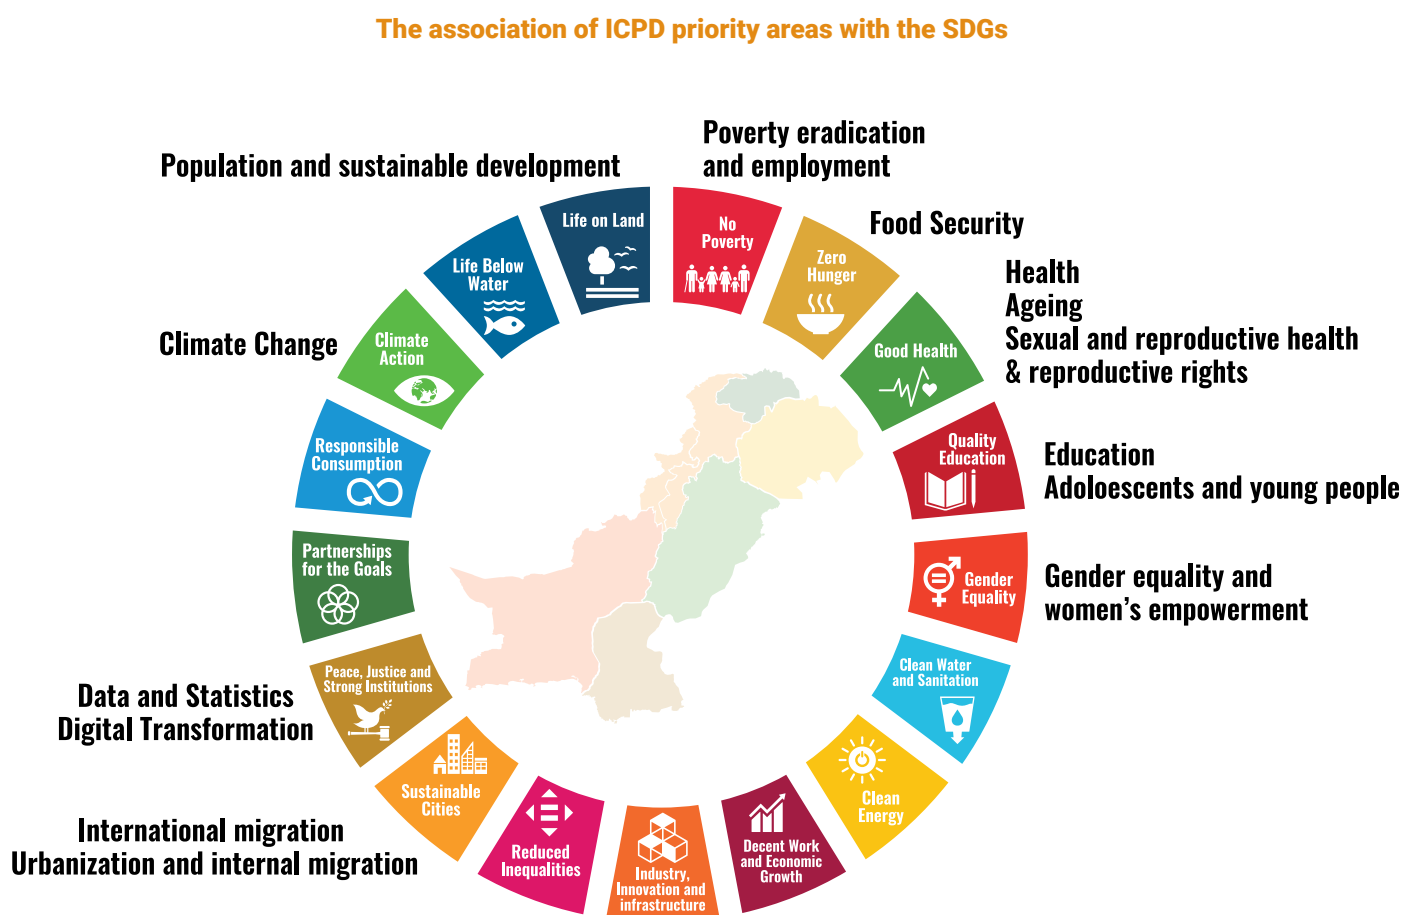 The association of ICPD priority areas with the SDGs
Poverty eradication
and employment
Population and sustainable development
No
Poverty
Life on Land
Food Security
Zero
Hunger
Life Below
Water
Health
Ageing
Sexual and reproductive health
& reproductive rights
Good Health
Climate Change
Climate
Action
Quality
Education
Education
Adoloescents and young people
Responsible
Consumption
Gender
Equality
Gender equality and
women's empowerment
Partnerships
for the Goals
Clean Water
and Sanitation
Peace, Justice and
Strong Institutions
Data and Statistics
Digital Transformation
Clean
Energy
Sustainable
Cities
International migration
Urbanization and internal migration
Decent Work
and Economic
Growth
Reduced
Inequalities
Industry,
Innovation and
infrastructure